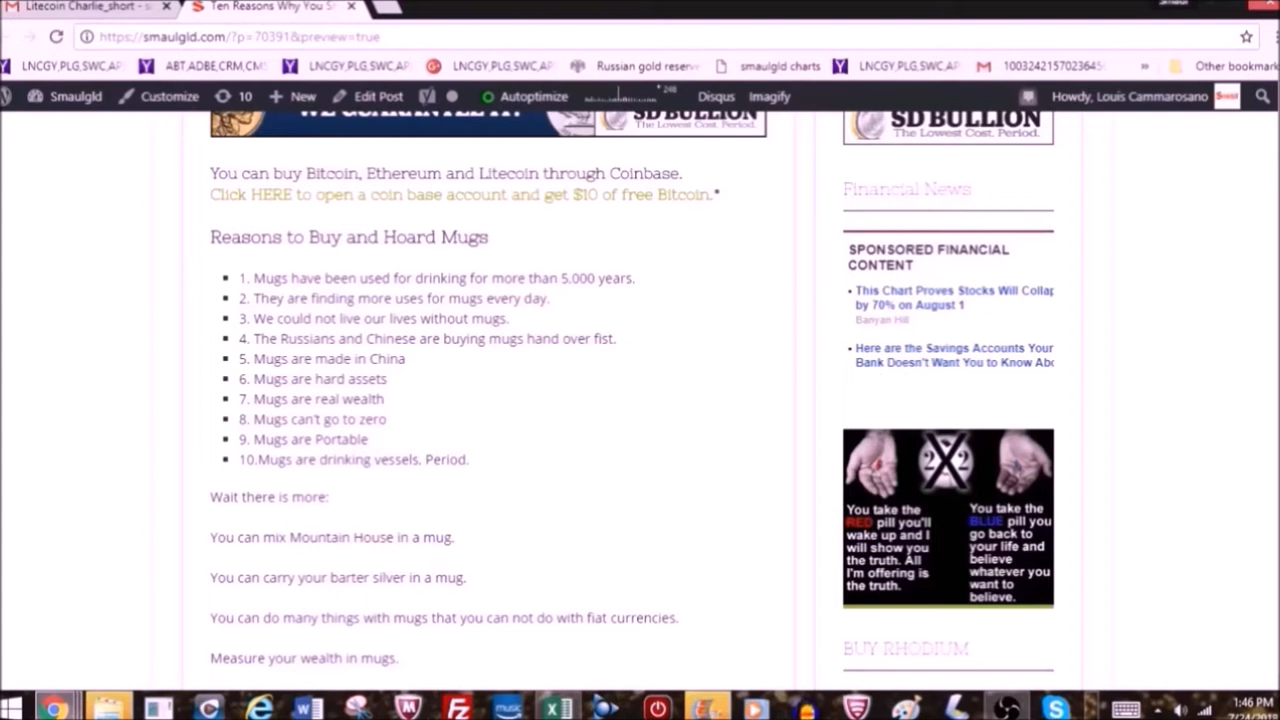 Litecoin Charlie_short - s
Ten Reasons Why You S
https://smaulgld.com/?p=70391&preview=true
LNCGY,PLG,SWC,AP
ABT,ADBE,CRM,CMS
LNCGY,PLG,SWC,AP
LNCGY,PLG,SWC,AP
Russian gold reserve
smaulgld charts
LNCGY,PLG,SWC,AP
»
Other bookmark
Smaulgld
Customize
10
New
Edit Post
Autoptimize
Disqus
Imagify
Howdy, Louis Cammarosano
WE GUARANTEE IT!
SD BULLION
The Lowest Cost. Period.
You can buy Bitcoin, Ethereum and Litecoin through Coinbase.
Click HERE to open a coin base account and get $10 of free Bitcoin.*
Reasons to Buy and Hoard Mugs
1. Mugs have been used for drinking for more than 5,000 years.
2. They are finding more uses for mugs every day.
3. We could not live our lives without mugs.
4. The Russians and Chinese are buying mugs hand over fist.
5. Mugs are made in China
6. Mugs are hard assets
7. Mugs are real wealth
8. Mugs can't go to zero
9. Mugs are Portable
10.Mugs are drinking vessels, Period.
Wait there is more:
You can mix Mountain House in a mug.
You can carry your barter silver in a mug.
You can do many things with mugs that you can not do with fiat currencies.
Measure your wealth in mugs.
SD BULLION
The Lowest Cost. Period.
Financial News
SPONSORED FINANCIAL
CONTENT
• This Chart Proves Stocks Will Collap
by 70% on August 1
Banyan Hill
• Here are the Savings Accounts Your
Bank Doesn't Want You to Know Abo
X22
You take the
RED pill you'll
wake up and I
will show you
the truth. All
I'm offering is
the truth.
You take the
BLUE pill you
go back to
your life and
believe
whatever you
want to
believe.
BUY RHODIUM
music
1:46 PM